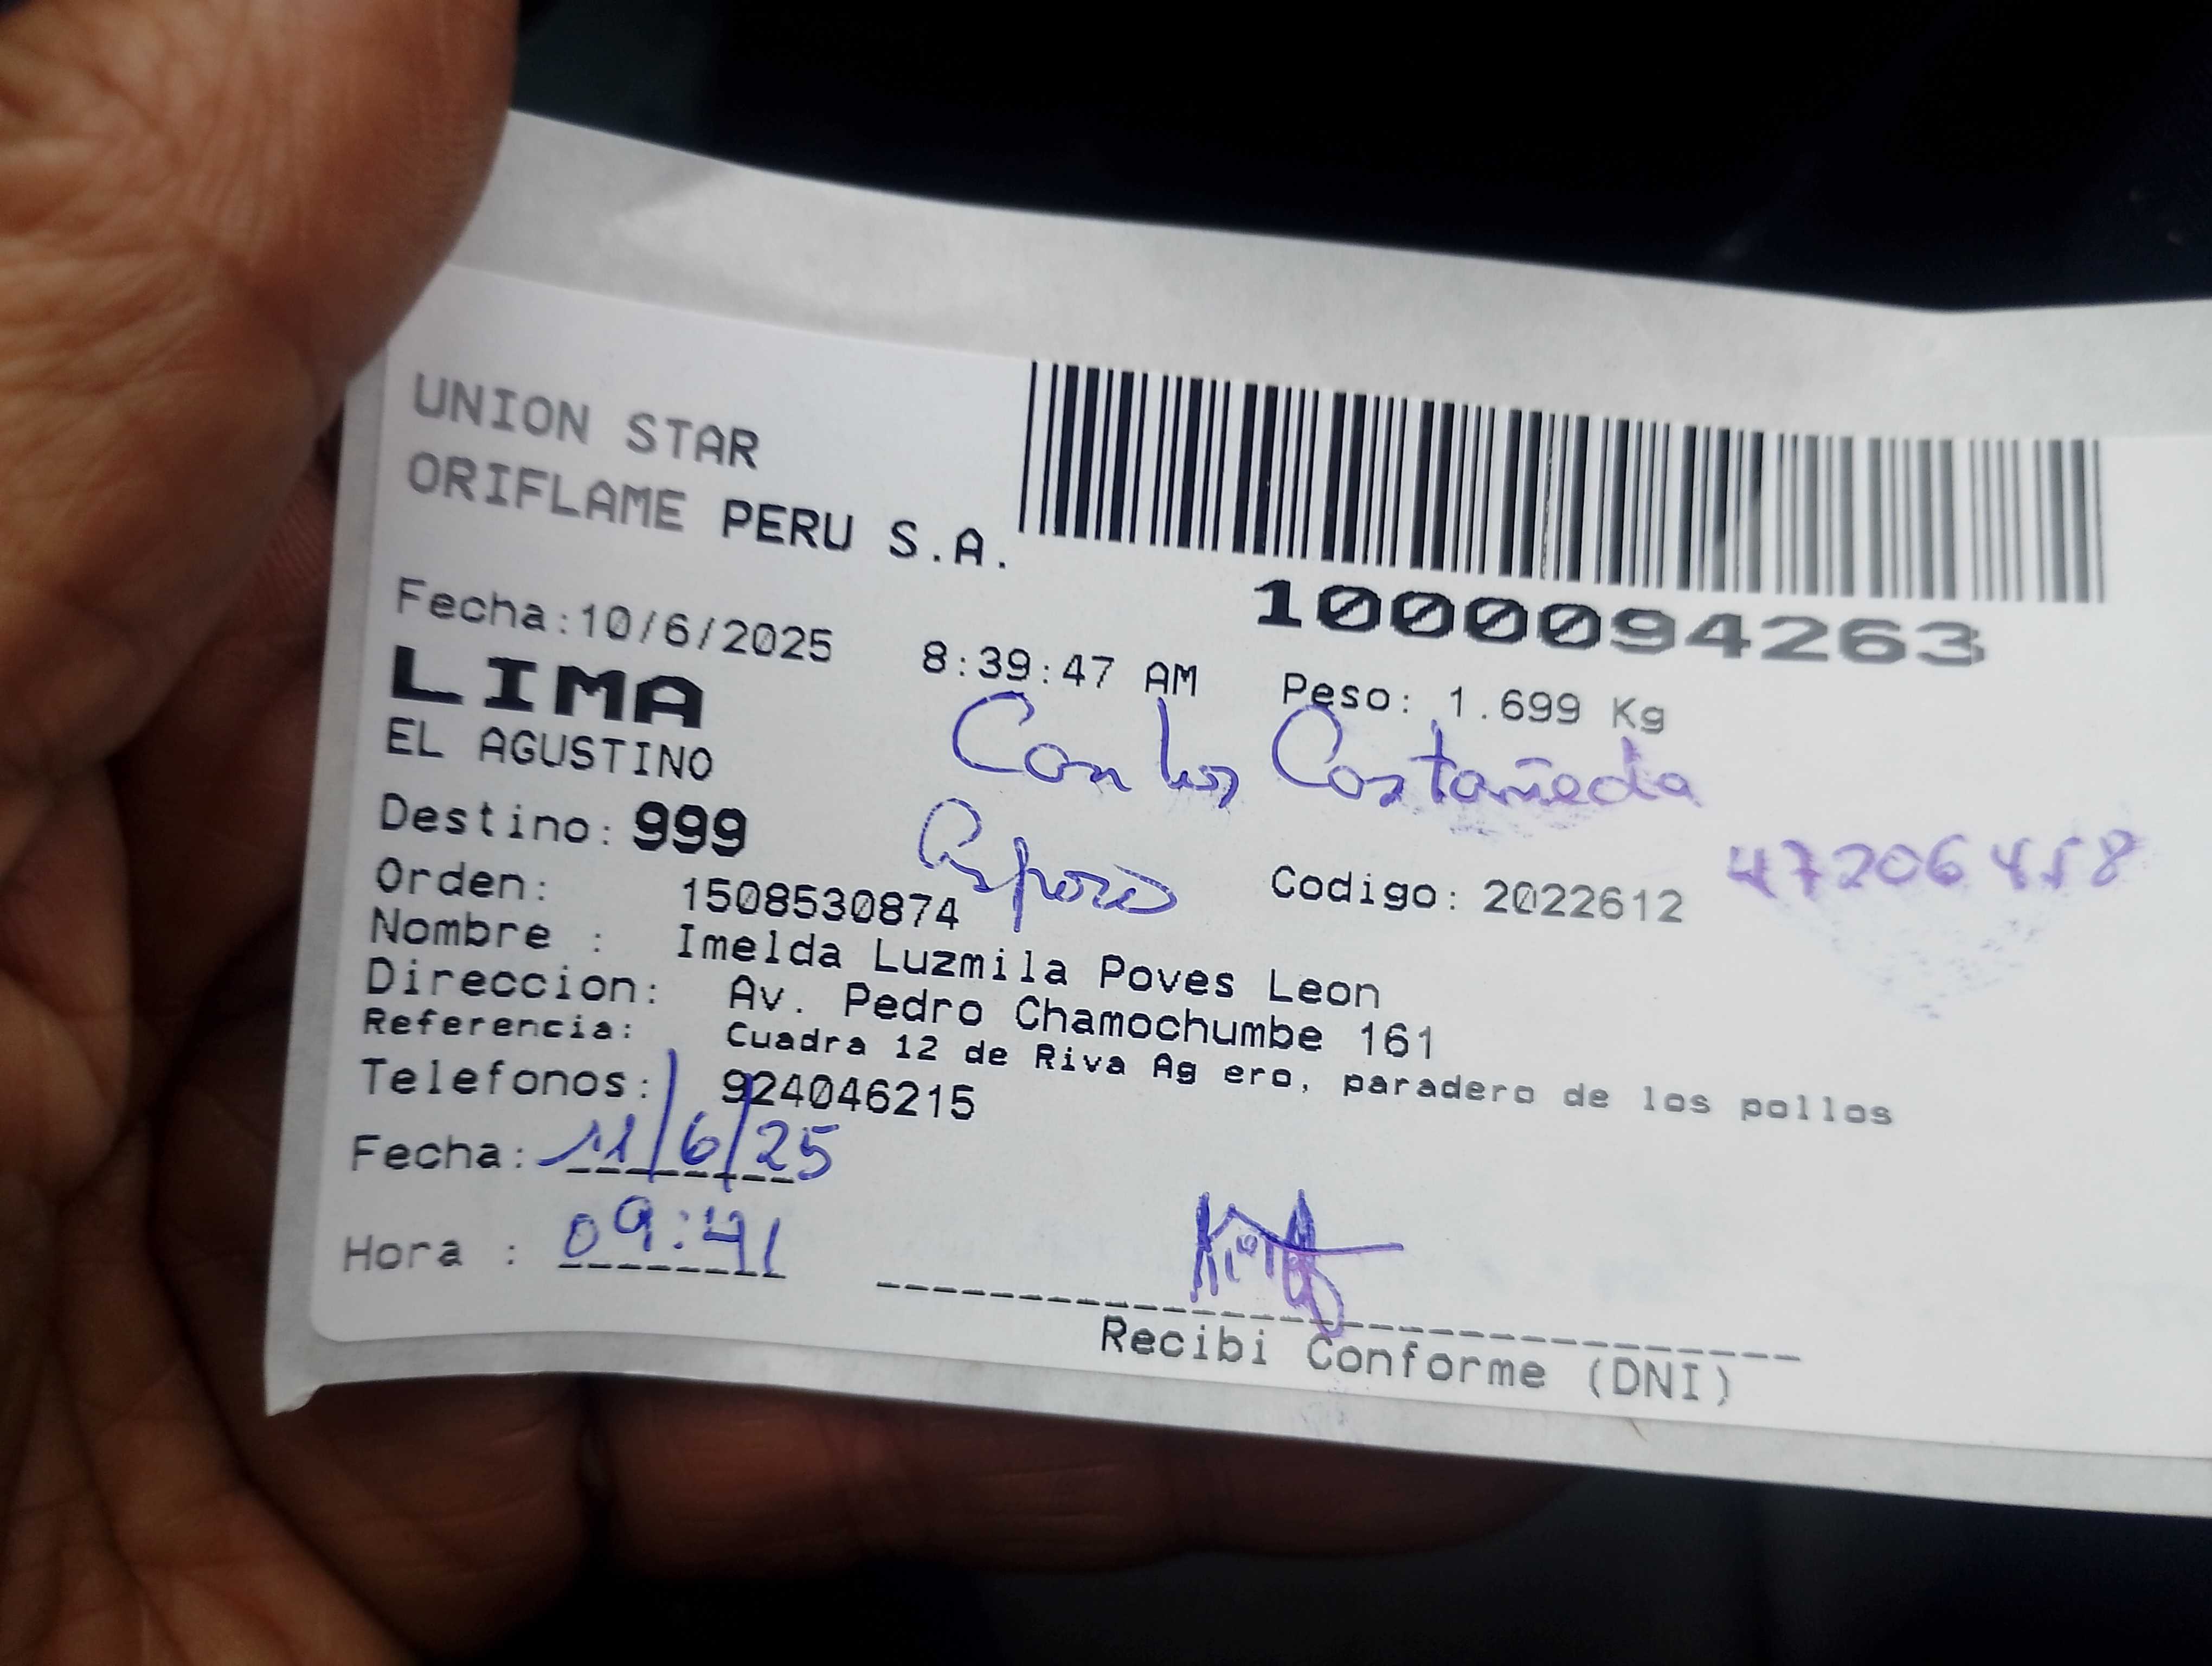 UNION STAR
ORIFLAME PERU S.A.
1000094263
Fecha:10/6/2025 8:39:47 AM Peso: 1.699 Kg
LIMA
EL AGUSTINO
Carlos Castañeda
Destino: 999
Esposo
47206458
Orden: 1508530874 Codigo: 2022612
Nombre : Imelda Luzmila Poves Leon
Direccion: Av. Pedro Chamochumbe 161
Referencia: Cuadra 12 de Riva Ag ero, paradero de los pollos
Telefonos: 924046215
Fecha: 11/6/25
Hora : 09:41
Recibi Conforme (DNI)